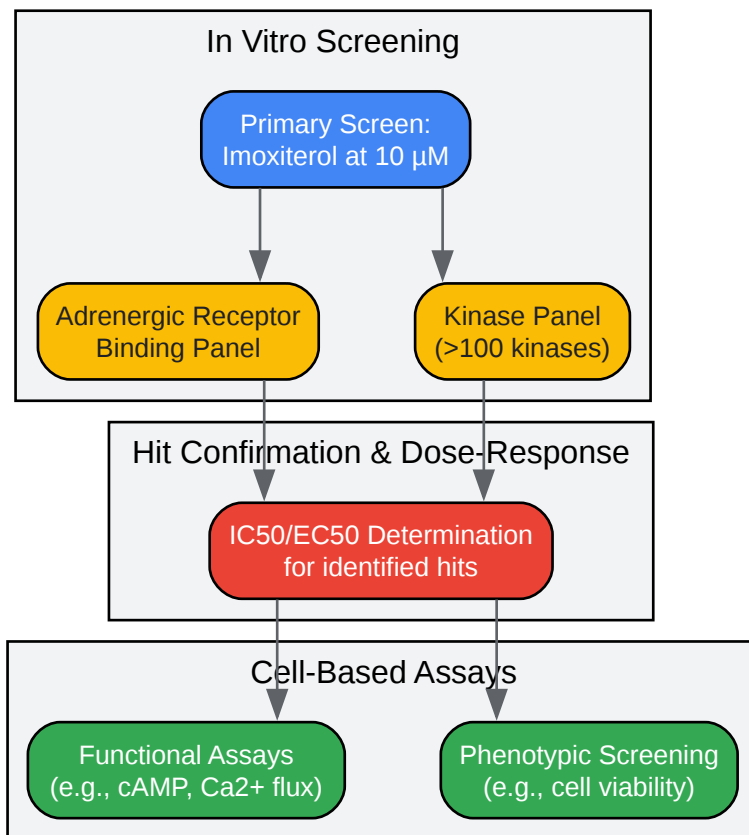 In Vitro Screening
Primary Screen:
Imoxiterol at 10 µM
Adrenergic Receptor
Binding Panel
Kinase Panel
(>100 kinases)
Hit Confirmation & Dose-Response
IC50/EC50 Determination
for identified hits
Cell-Based Assays
Functional Assays
(e.g., cAMP, Ca2+ flux)
Phenotypic Screening
(e.g., cell viability)